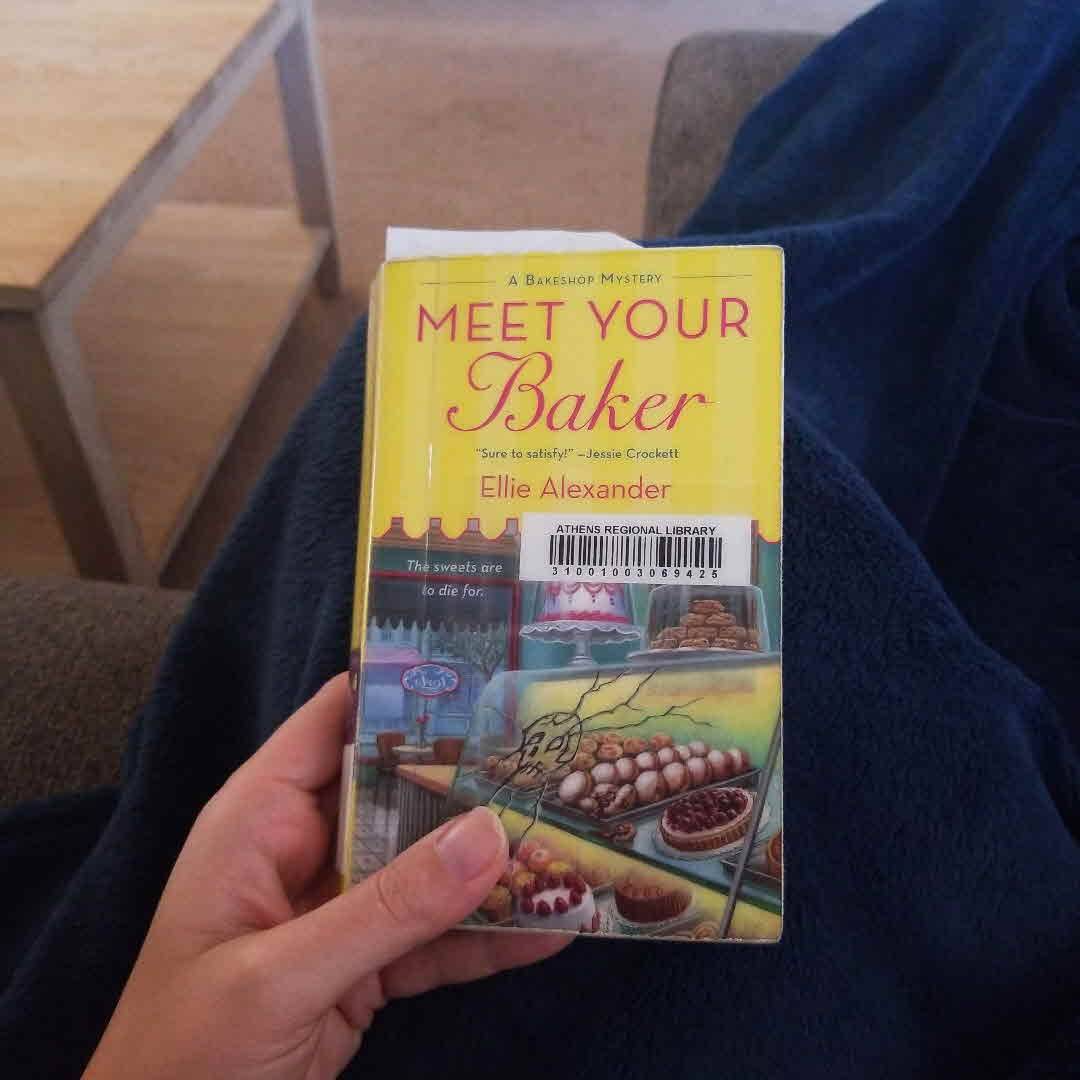 A Bakeshop Mystery
MEET YOUR
Baker
"Sure to satisfy!" –Jessie Crockett
Ellie Alexander
ATHENS REGIONAL LIBRARY
31001003069425
The sweets are
to die for.